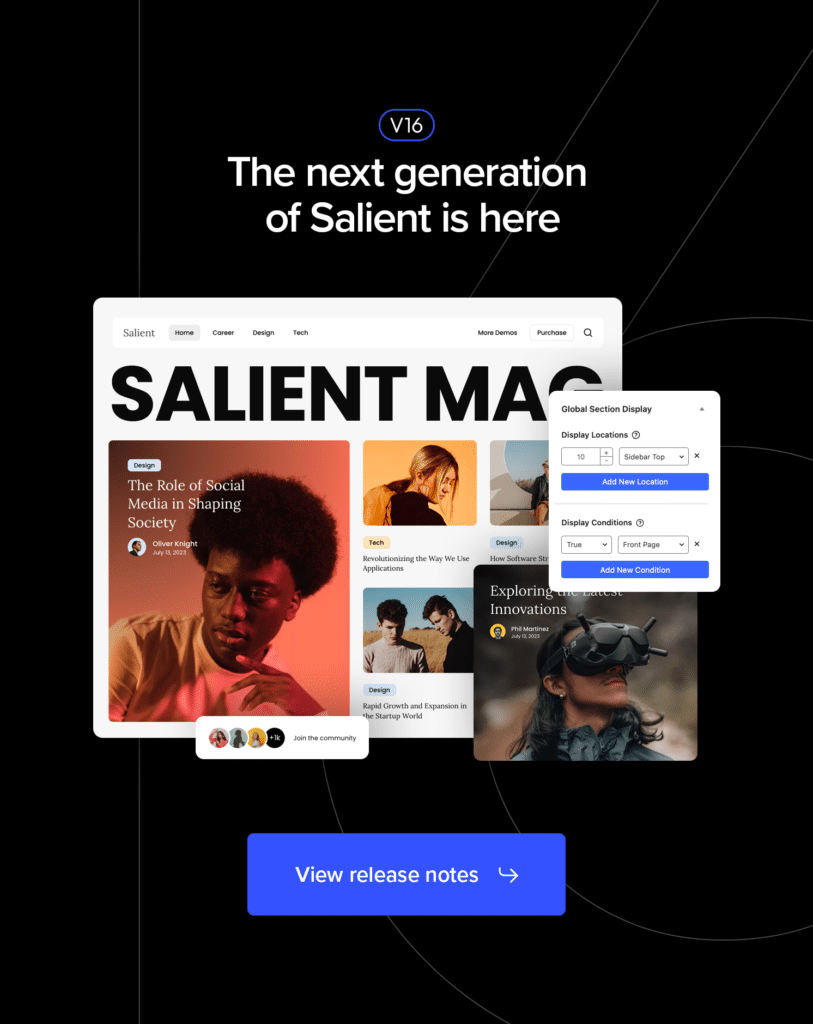 V16
The next generation
of Salient is here
Salient
Home
Career
Design
Tech
More Demos
Purchase
SALIENT MAG
Design
The Role of Social
Media in Shaping
Society
Oliver Knight
July 13, 2023
Tech
Revolutionizing the Way We Use
Applications
Design
How Software Str
Design
Rapid Growth and Expansion in
the Startup World
Global Section Display
Display Locations
10
Sidebar Top
Add New Location
Display Conditions
True
Front Page
Add New Condition
Exploring the Latest
Innovations
Phil Martinez
July 13, 2023
+1k
Join the community
View release notes